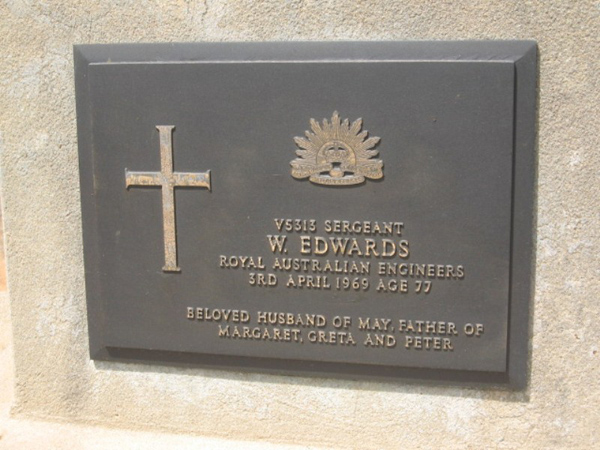 V5313 SERGEANT
W. EDWARDS
ROYAL AUSTRALIAN ENGINEERS
3RD APRIL 1969 AGE 77
BELOVED HUSBAND OF MAY, FATHER OF
MARGARET, GRETA AND PETER